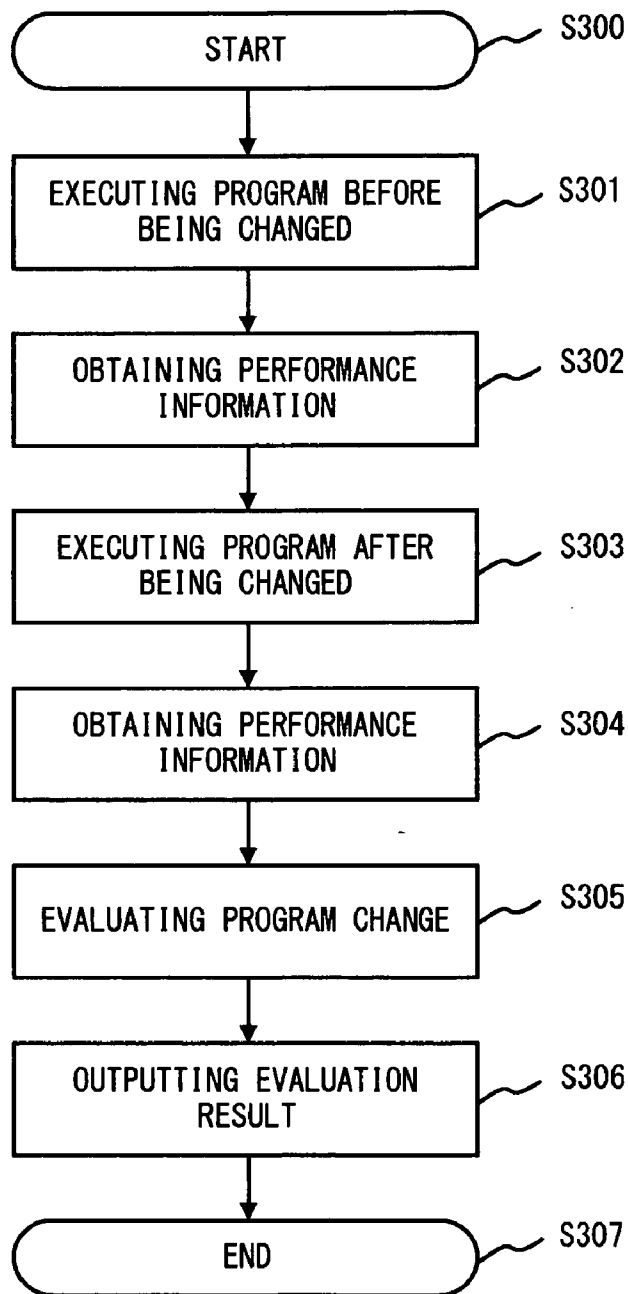 START
S300
EXECUTING PROGRAM BEFORE
BEING CHANGED
S301
OBTAINING PERFORMANCE
INFORMATION
S302
EXECUTING PROGRAM AFTER
BEING CHANGED
S303
OBTAINING PERFORMANCE
INFORMATION
S304
EVALUATING PROGRAM CHANGE
S305
OUTPUTTING EVALUATION
RESULT
S306
END
S307